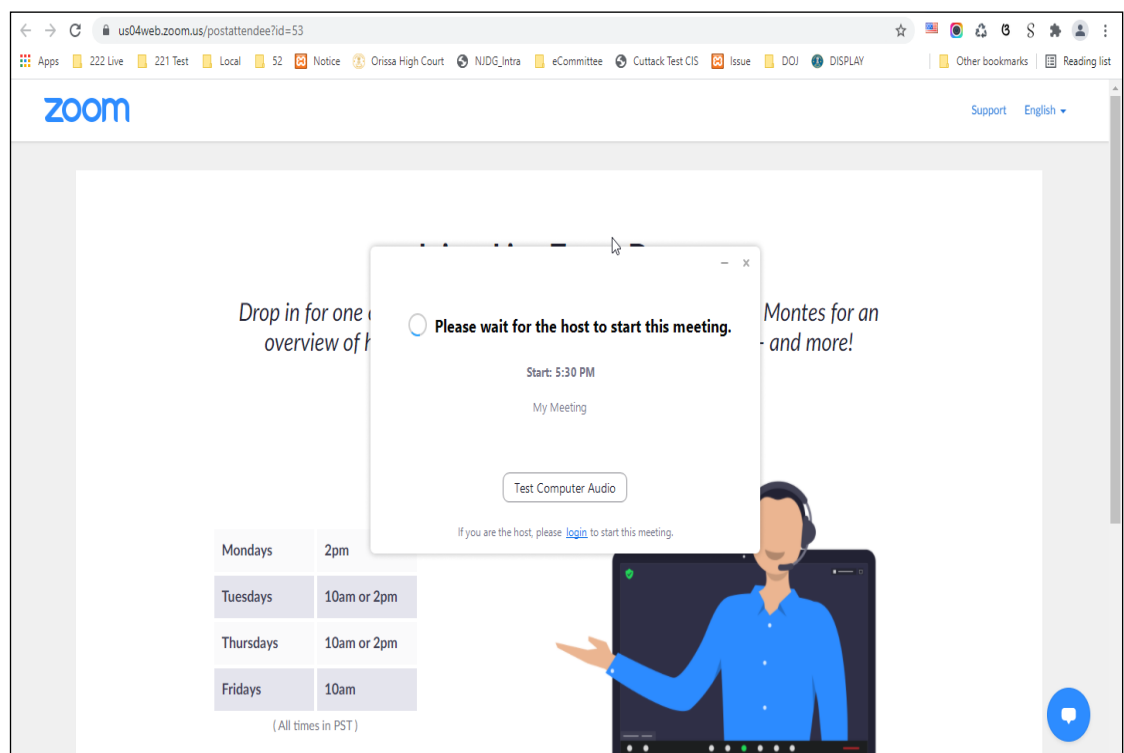 us04web.zoom.us/postattendee?id=53
Apps 222 Live 221 Test Local 52 Notice Orissa High Court NJDG_Intra eCommittee Cuttack Test CIS Issue DOJ DISPLAY Other bookmarks Reading list
zoom Support English
Drop in for one Montes for an
overview of and more!
Please wait for the host to start this meeting.
Start: 5:30 PM
My Meeting
Test Computer Audio
If you are the host, please login to start this meeting.
Mondays 2pm
Tuesdays 10am or 2pm
Thursdays 10am or 2pm
Fridays 10am
( All times in PST )